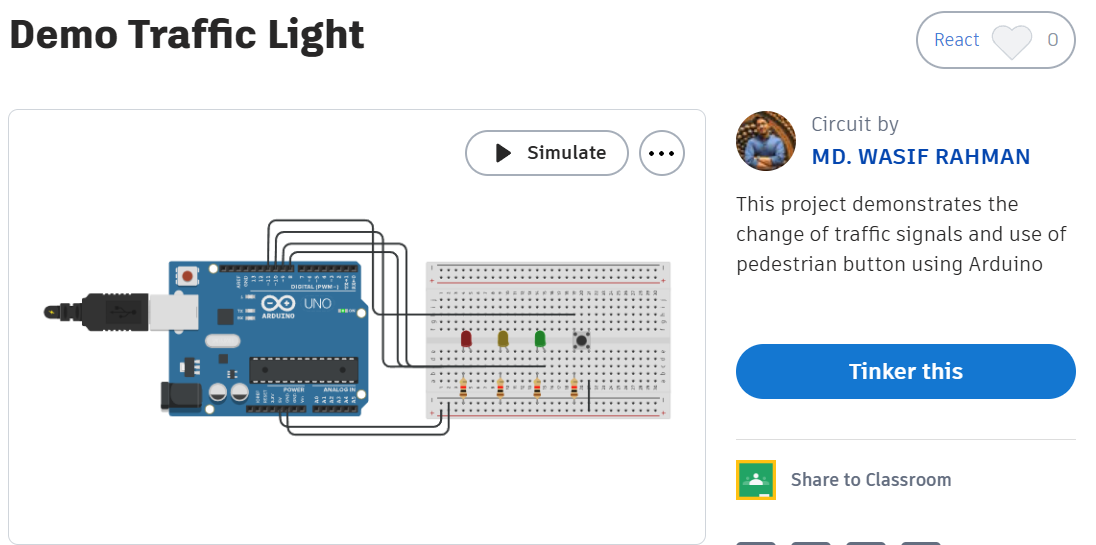 Demo Traffic Light
React 0
Simulate
Circuit by
MD. WASIF RAHMAN
This project demonstrates the
change of traffic signals and use of
pedestrian button using Arduino
DIGITAL (PWM~)
UNO
ARDUINO
POWER
ANALOG IN
Tinker this
Share to Classroom